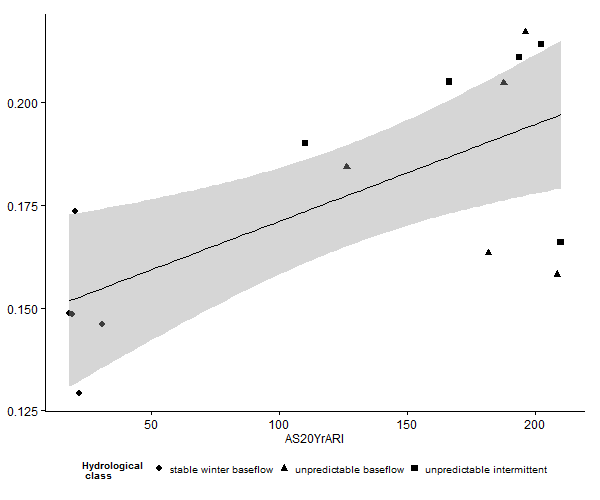 0.200
0.175
0.150
0.125
50 100 150 200
AS20YrARI
Hydrological
class
stable winter baseflow unpredictable baseflow unpredictable intermittent